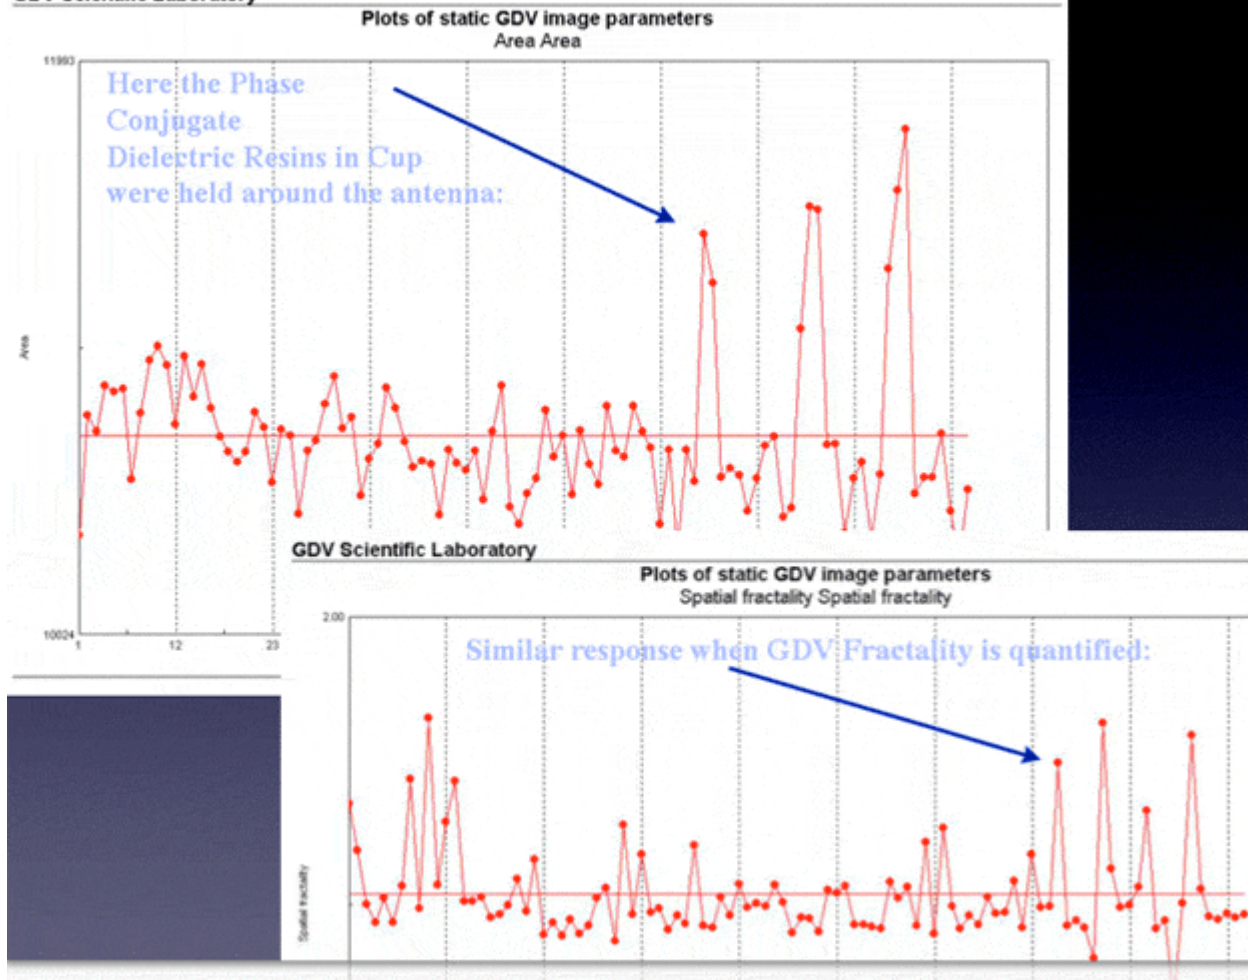 GDV Scientific Laboratory
Plots of static GDV image parameters
Area Area
11993
Here the Phase
Conjugate
Dielectric Resins in Cup
were held around the antenna:
Area
10024
1
12
23
GDV Scientific Laboratory
Plots of static GDV image parameters
Spatial fractality Spatial fractality
2.00
Similar response when GDV Fractality is quantified:
Spatial fractality